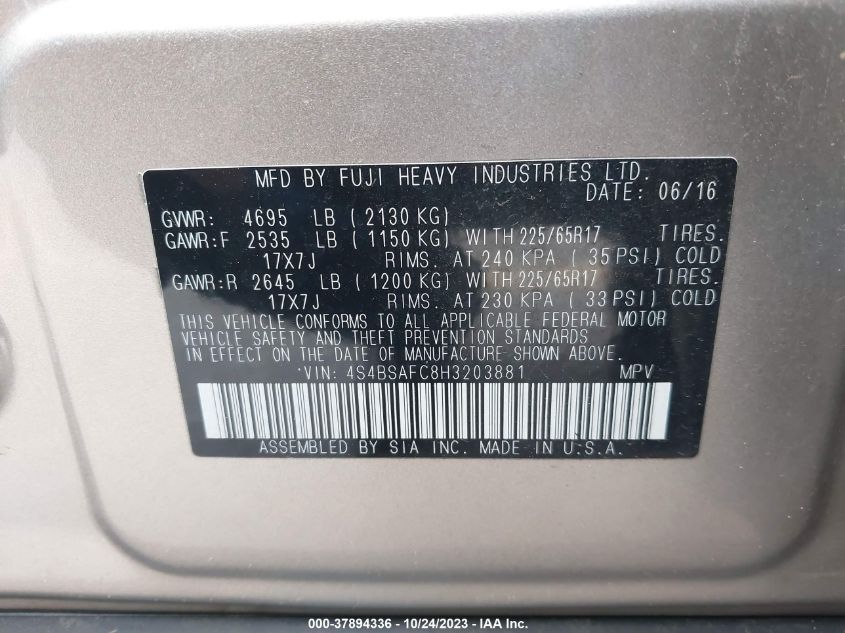 MFD BY FUJI HEAVY INDUSTRIES LTD.
DATE: 06/16
GVWR: 4695 LB ( 2130 KG)
GAWR:F 2535 LB ( 1150 KG) WITH 225/65R17 TIRES.
17X7J RIMS. AT 240 KPA ( 35 PSI) COLD
GAWR:R 2645 LB ( 1200 KG) WITH 225/65R17 TIRES.
17X7J RIMS. AT 230 KPA ( 33 PSI) COLD
THIS VEHICLE CONFORMS TO ALL APPLICABLE FEDERAL MOTOR
VEHICLE SAFETY AND THEFT PREVENTION STANDARDS
IN EFFECT ON THE DATE OF MANUFACTURE SHOWN ABOVE.
VIN: 4S4BSAFC8H3203881 MPV
ASSEMBLED BY SIA INC. MADE IN U.S.A.
000-37894336 - 10/24/2023 - IAA Inc.